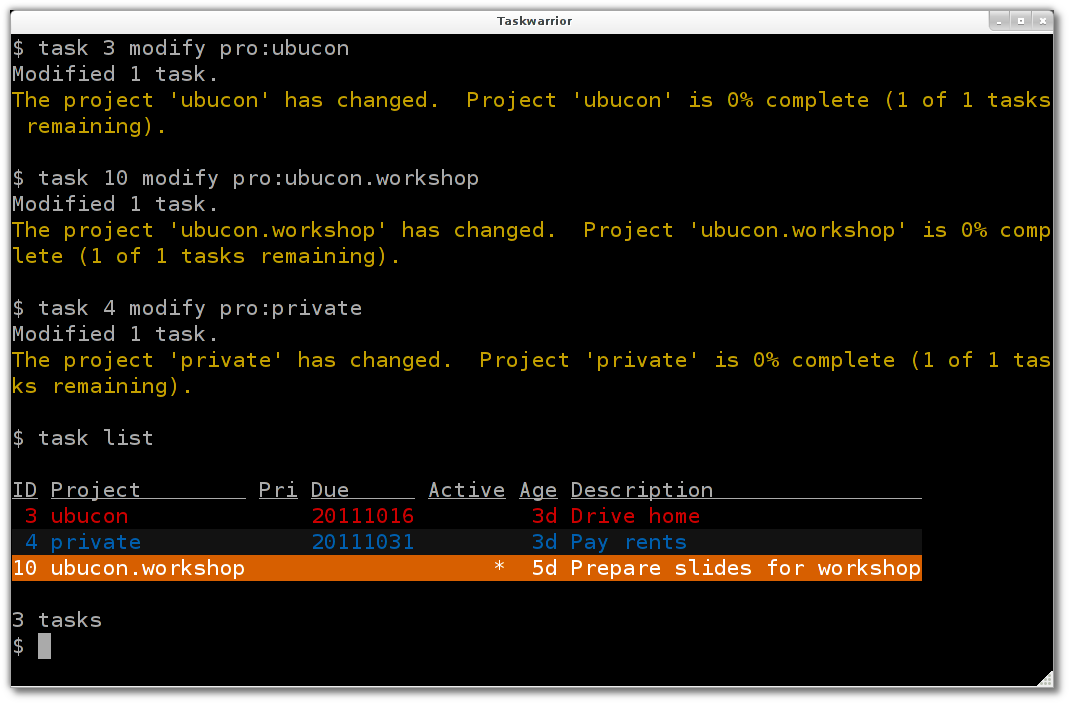 Taskwarrior
$ task 3 modify pro:ubucon
Modified 1 task.
The project 'ubucon' has changed.  Project 'ubucon' is 0% complete (1 of 1 tasks
 remaining).
$ task 10 modify pro:ubucon.workshop
Modified 1 task.
The project 'ubucon.workshop' has changed.  Project 'ubucon.workshop' is 0% comp
lete (1 of 1 tasks remaining).
$ task 4 modify pro:private
Modified 1 task.
The project 'private' has changed.  Project 'private' is 0% complete (1 of 1 tas
ks remaining).
$ task list
ID Project         Pri Due      Active Age Description
 3 ubucon              20111016         3d Drive home
 4 private             20111031         3d Pay rents
10 ubucon.workshop                   *  5d Prepare slides for workshop
3 tasks
$